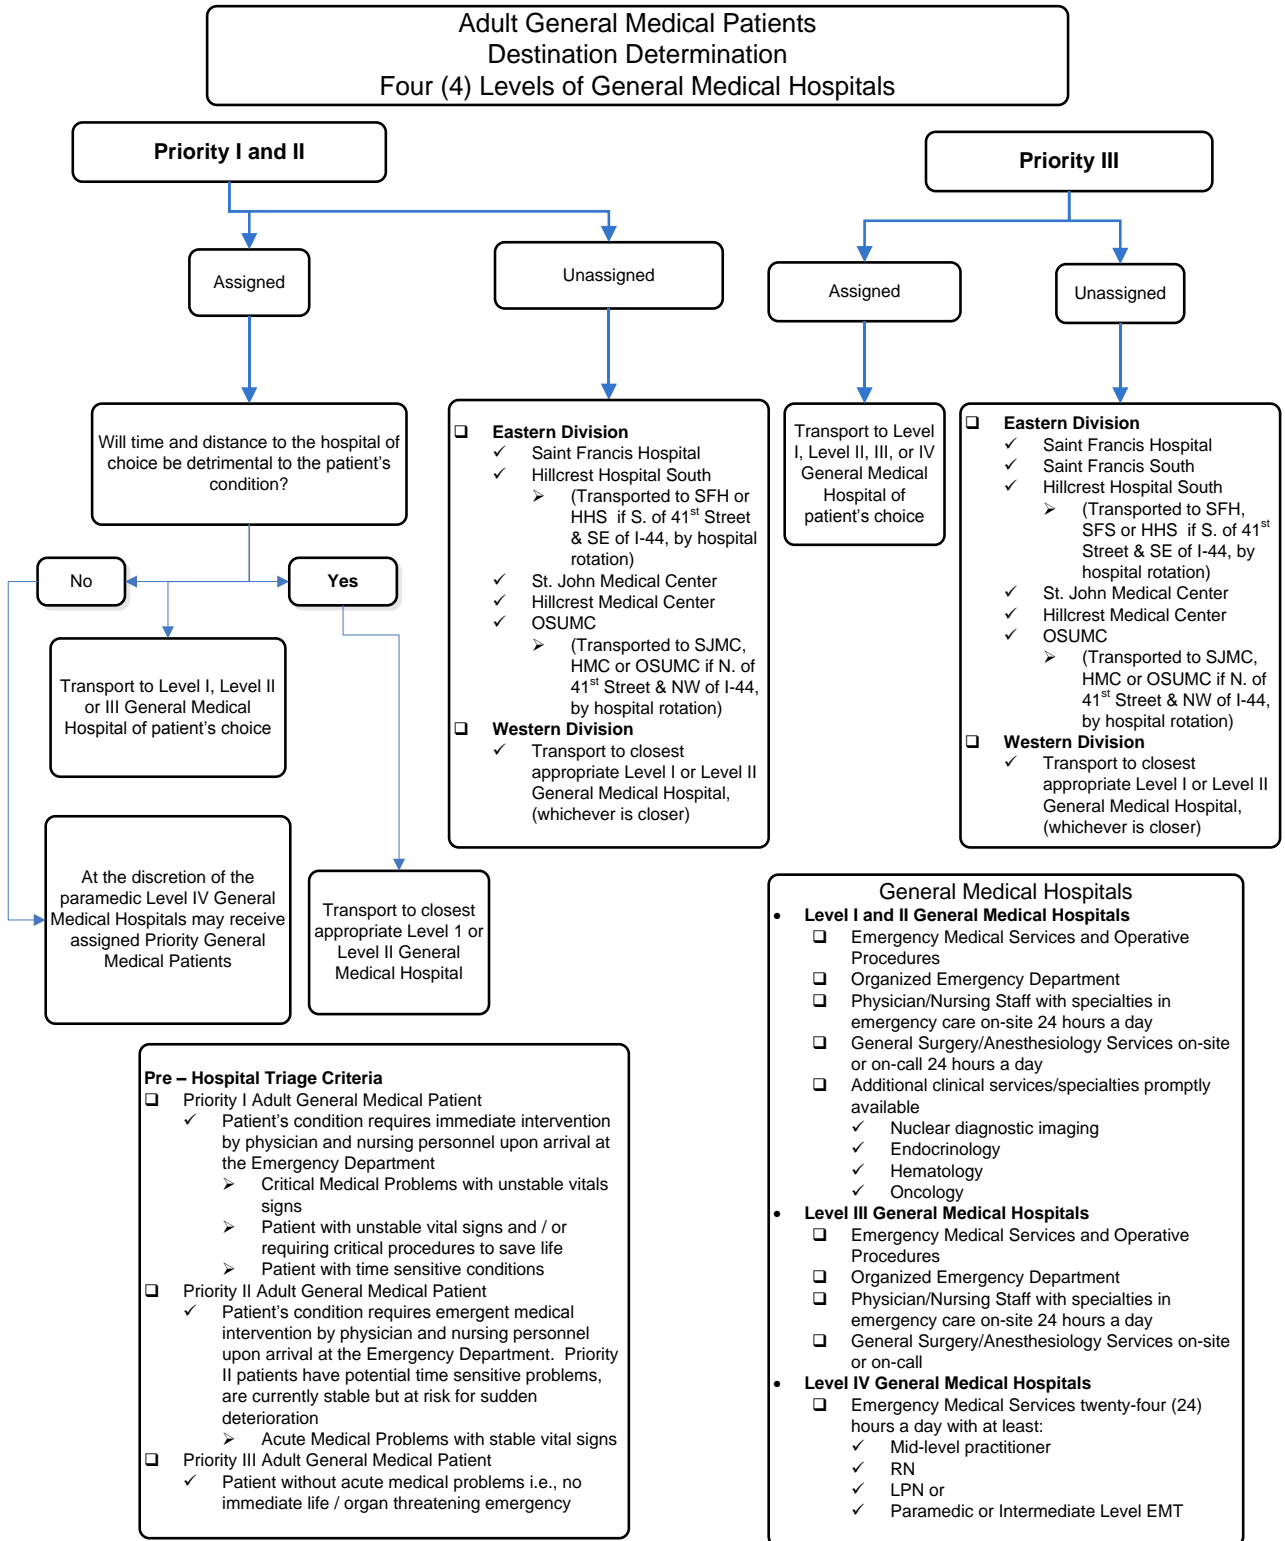 Adult General Medical Patients
Destination Determination
Four (4) Levels of General Medical Hospitals
Priority I and II
Priority III
Assigned
Unassigned
Assigned
Unassigned
Will time and distance to the hospital of
choice be detrimental to the patient’s
condition?
No
Yes
Transport to Level I, Level II
or III General Medical
Hospital of patient’s choice
At the discretion of the
paramedic Level IV General
Medical Hospitals may receive
assigned Priority General
Medical Patients
Transport to closest
appropriate Level 1 or
Level II General
Medical Hospital
❑ Eastern Division
✓ Saint Francis Hospital
✓ Hillcrest Hospital South
➢ (Transported to SFH or
HHS if S. of 41st Street
& SE of I-44, by hospital
rotation)
✓ St. John Medical Center
✓ Hillcrest Medical Center
✓ OSUMC
➢ (Transported to SJMC,
HMC or OSUMC if N. of
41st Street & NW of I-44,
by hospital rotation)
❑ Western Division
✓ Transport to closest
appropriate Level I or Level II
General Medical Hospital,
(whichever is closer)
Transport to Level
I, Level II, III, or IV
General Medical
Hospital of
patient’s choice
❑ Eastern Division
✓ Saint Francis Hospital
✓ Saint Francis South
✓ Hillcrest Hospital South
➢ (Transported to SFH,
SFS or HHS if S. of 41st
Street & SE of I-44, by
hospital rotation)
✓ St. John Medical Center
✓ Hillcrest Medical Center
✓ OSUMC
➢ (Transported to SJMC,
HMC or OSUMC if N. of
41st Street & NW of I-44,
by hospital rotation)
❑ Western Division
✓ Transport to closest
appropriate Level I or Level II
General Medical Hospital,
(whichever is closer)
Pre – Hospital Triage Criteria
❑ Priority I Adult General Medical Patient
✓ Patient’s condition requires immediate intervention
by physician and nursing personnel upon arrival at
the Emergency Department
➢ Critical Medical Problems with unstable vitals
signs
➢ Patient with unstable vital signs and / or
requiring critical procedures to save life
➢ Patient with time sensitive conditions
❑ Priority II Adult General Medical Patient
✓ Patient’s condition requires emergent medical
intervention by physician and nursing personnel
upon arrival at the Emergency Department. Priority
II patients have potential time sensitive problems,
are currently stable but at risk for sudden
deterioration
➢ Acute Medical Problems with stable vital signs
❑ Priority III Adult General Medical Patient
✓ Patient without acute medical problems i.e., no
immediate life / organ threatening emergency
General Medical Hospitals
• Level I and II General Medical Hospitals
❑ Emergency Medical Services and Operative
Procedures
❑ Organized Emergency Department
❑ Physician/Nursing Staff with specialties in
emergency care on-site 24 hours a day
❑ General Surgery/Anesthesiology Services on-site
or on-call 24 hours a day
❑ Additional clinical services/specialties promptly
available
✓ Nuclear diagnostic imaging
✓ Endocrinology
✓ Hematology
✓ Oncology
• Level III General Medical Hospitals
❑ Emergency Medical Services and Operative
Procedures
❑ Organized Emergency Department
❑ Physician/Nursing Staff with specialties in
emergency care on-site 24 hours a day
❑ General Surgery/Anesthesiology Services on-site
or on-call
• Level IV General Medical Hospitals
❑ Emergency Medical Services twenty-four (24)
hours a day with at least:
✓ Mid-level practitioner
✓ RN
✓ LPN or
✓ Paramedic or Intermediate Level EMT